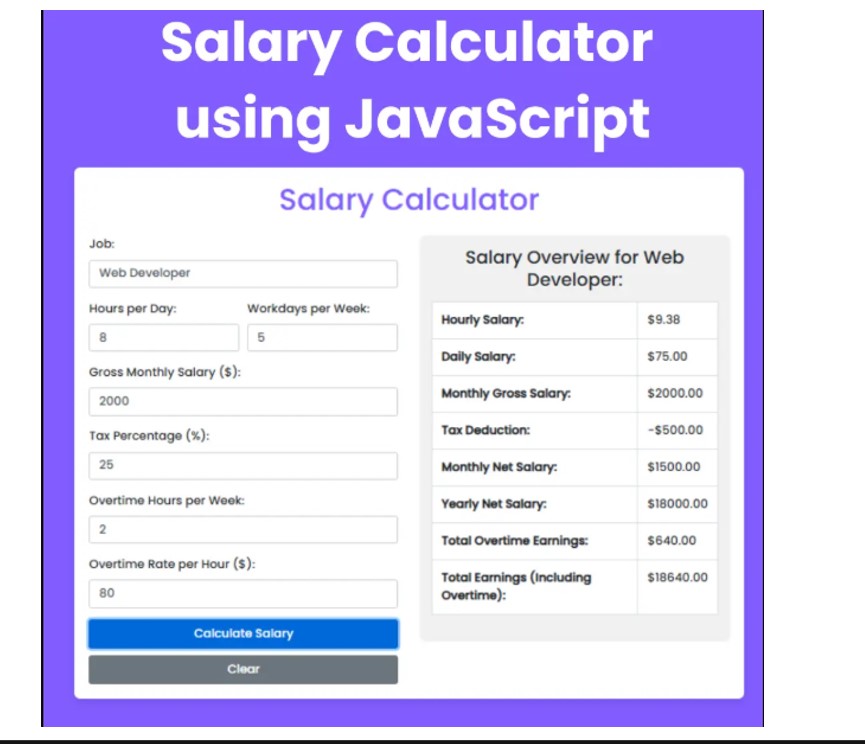 Salary Calculator
using JavaScript
Salary Calculator
Job:
Web Developer
Hours per Day:
Workdays per Week:
8
5
Gross Monthly Salary ($):
2000
Tax Percentage (%):
25
Overtime Hours per Week:
2
Overtime Rate per Hour ($):
80
Calculate Salary
Clear
Salary Overview for Web
Developer:
Hourly Salary: $9.38
Daily Salary: $75.00
Monthly Gross Salary: $2000.00
Tax Deduction: -$500.00
Monthly Net Salary: $1500.00
Yearly Net Salary: $18000.00
Total Overtime Earnings: $640.00
Total Earnings (Including $18640.00
Overtime):